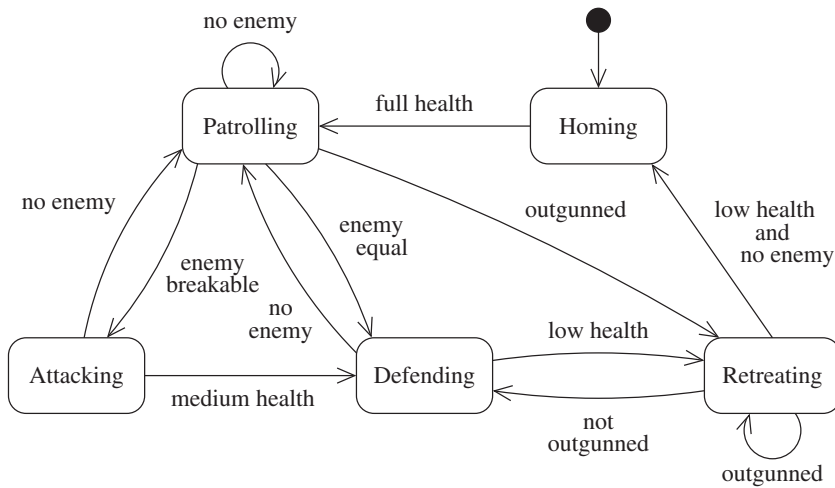 no enemy
Patrolling
full health
Homing
no enemy
enemy
breakable
enemy
equal
no
enemy
outgunned
low health
and
no enemy
Attacking
medium health
Defending
low health
not
outgunned
Retreating
outgunned